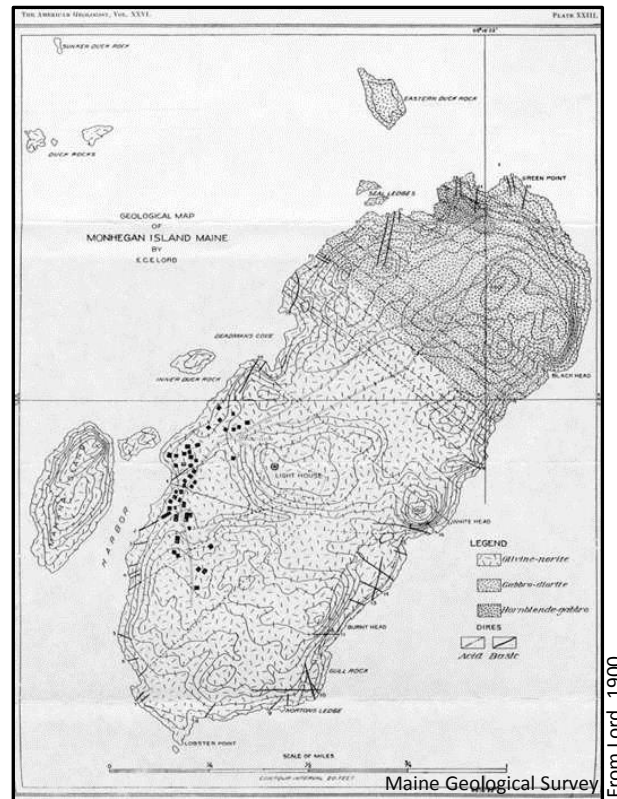 THE AMERICAN GEOLOGIST, VOL. XXVI.
PLATE XXIII.
SUNKEN DUCK ROCK
EASTERN DUCK ROCK
DUCK ROCKS
SEAL LEDGES
GREEN POINT
GEOLOGICAL MAP
OF
MONHEGAN ISLAND MAINE
BY
E.C.E LORD
DEADMANS COVE
INNER DUCK ROCK
BLACK HEAD
LIGHT HOUSE
HARBOR
WHITE HEAD
LEGEND
Olivine-norite
Gabbro-diorite
Hornblende-gabbro
DIKES
Acid Basic
BURNT HEAD
GULL ROCK
NORTONS LEDGE
LOBSTER POINT
SCALE OF MILES
CONTOUR INTERVAL 20 FEET
Maine Geological Survey
From Lord, 1900